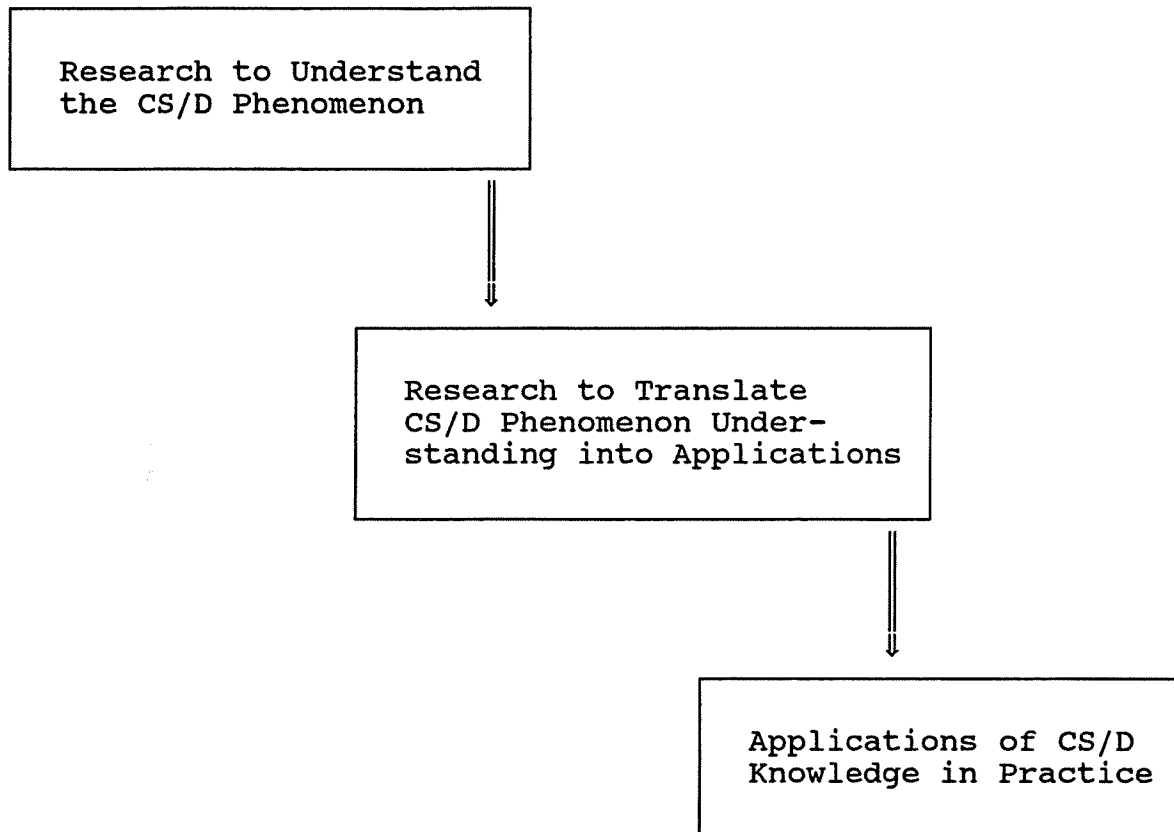 Research to Understand
the CS/D Phenomenon
Research to Translate
CS/D Phenomenon Under-
standing into Applications
Applications of CS/D
Knowledge in Practice